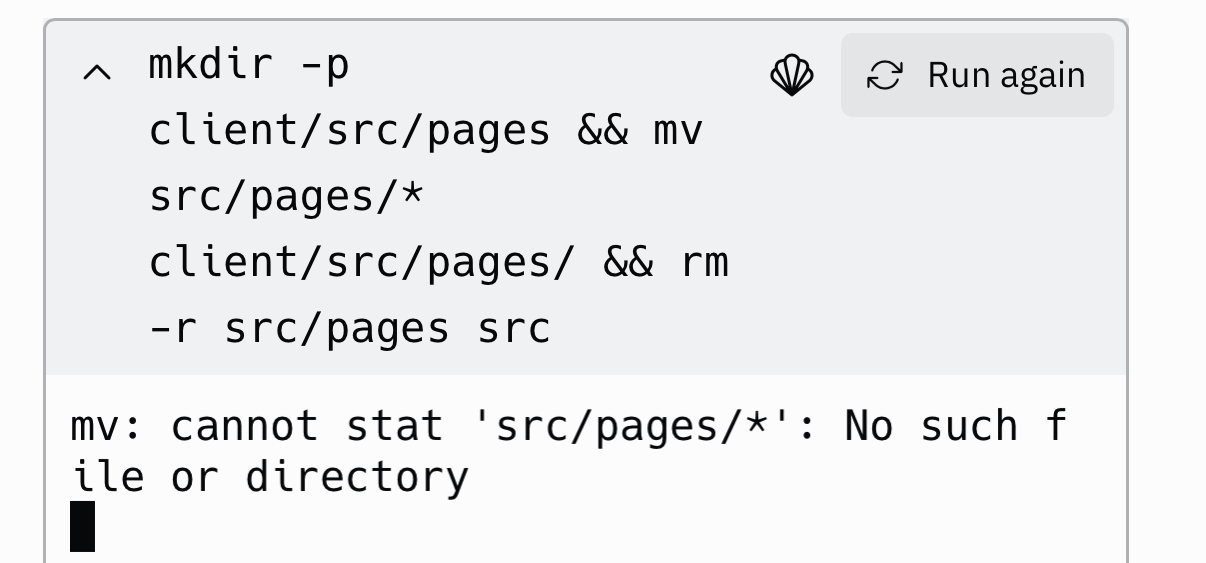 mkdir -p
Run again
client/src/pages && mv
src/pages/*
client/src/pages/ && rm
-r src/pages src
mv: cannot stat 'src/pages/*': No such f
ile or directory